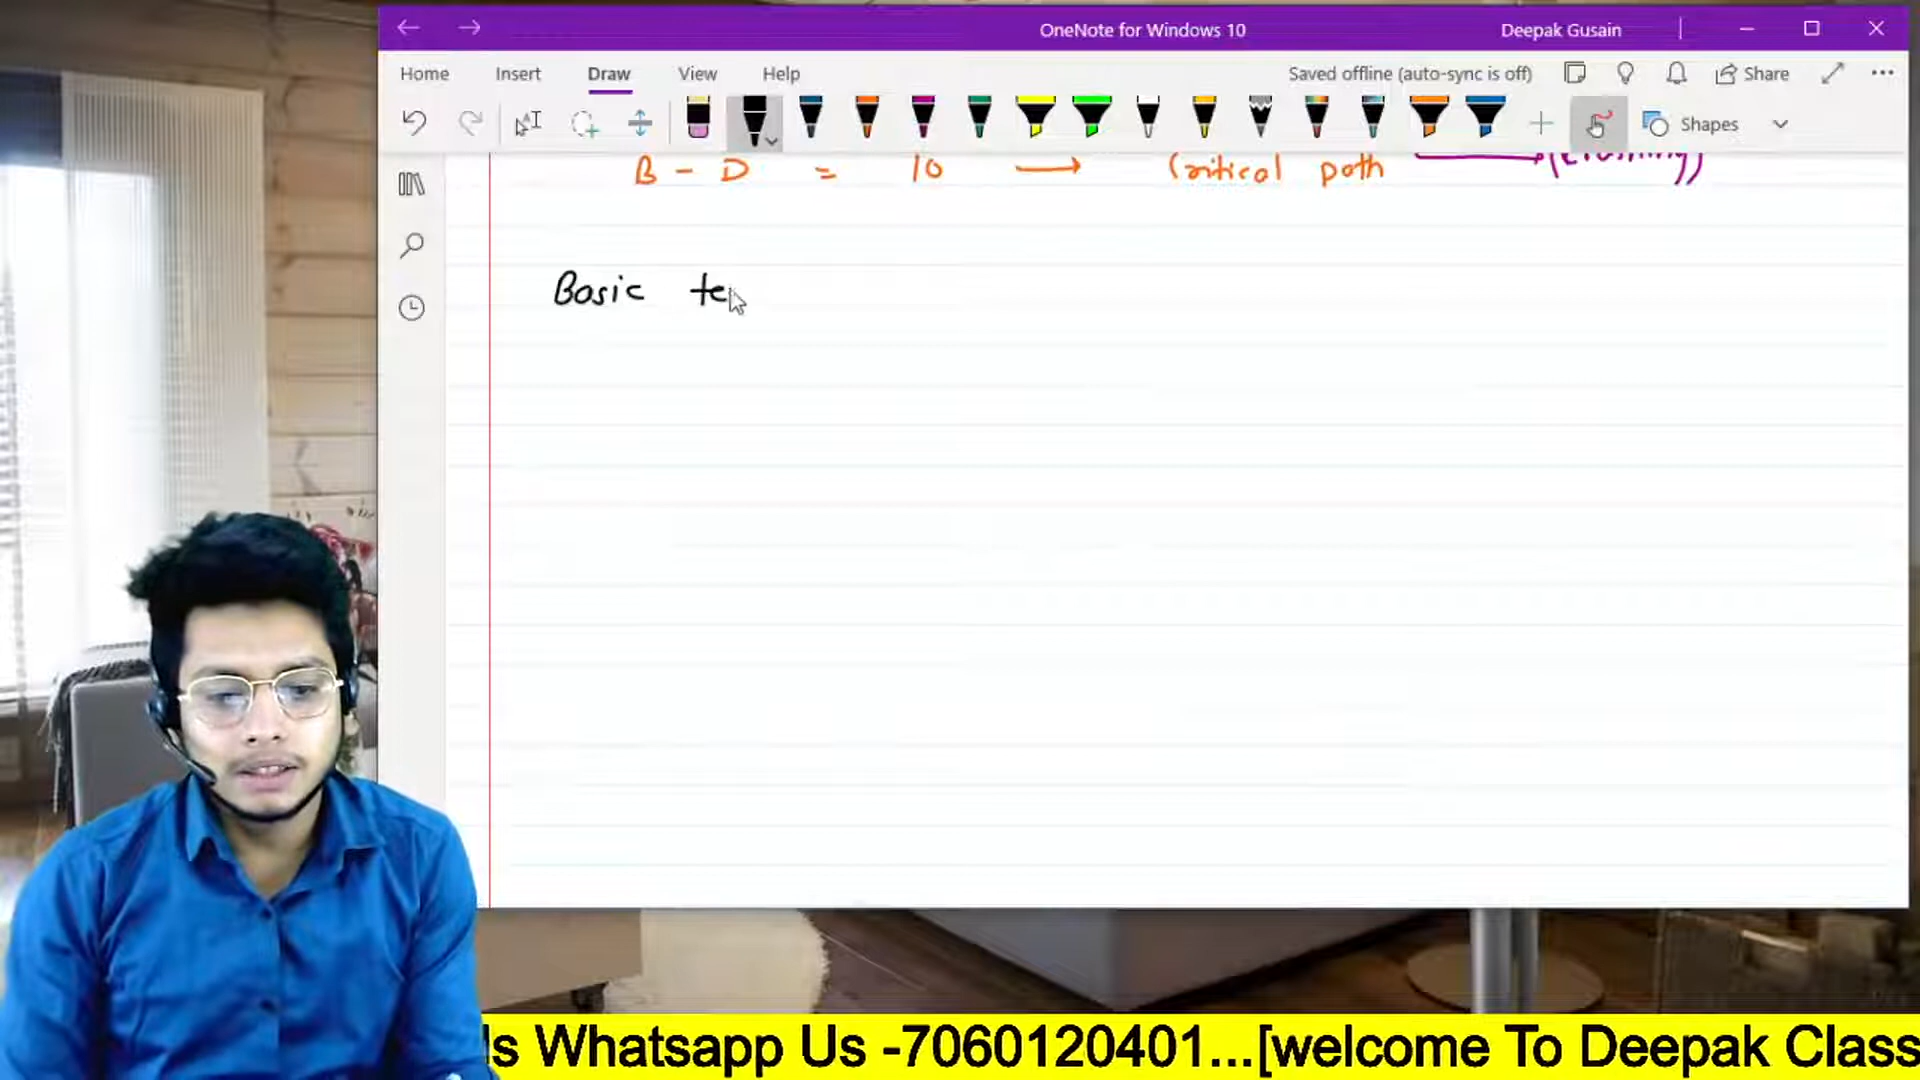 OneNote for Windows 10 Deepak Gusain
Home Insert Draw View Help Saved offline (auto-sync is off) Share
Shapes
B - D = 10 → Critical path → (crashing)
Basic te
ls Whatsapp Us -7060120401...[welcome To Deepak Class